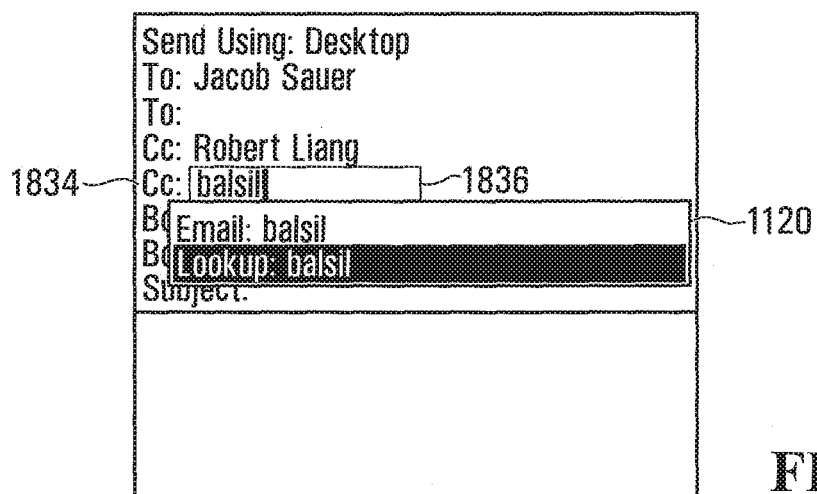 Send Using: Desktop
To: Jacob Sauer
To:
Cc: Robert Liang
1834 Cc: balsil 1836
Email: balsil 1120
Lookup: balsil
Subject: